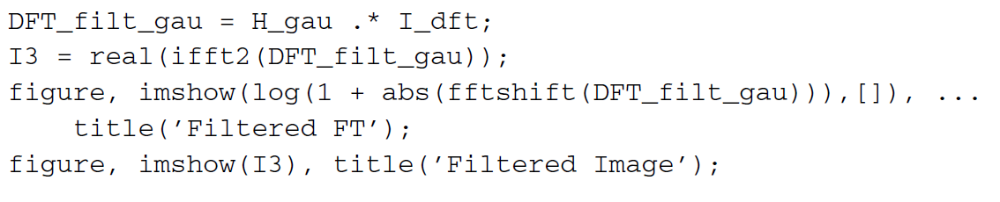 DFT_filt_gau = H_gau .* I_dft;
I3 = real(ifft2(DFT_filt_gau));
figure, imshow(log(1 + abs(fftshift(DFT_filt_gau))),[]), ...
    title(’Filtered FT’);
figure, imshow(I3), title(’Filtered Image’);